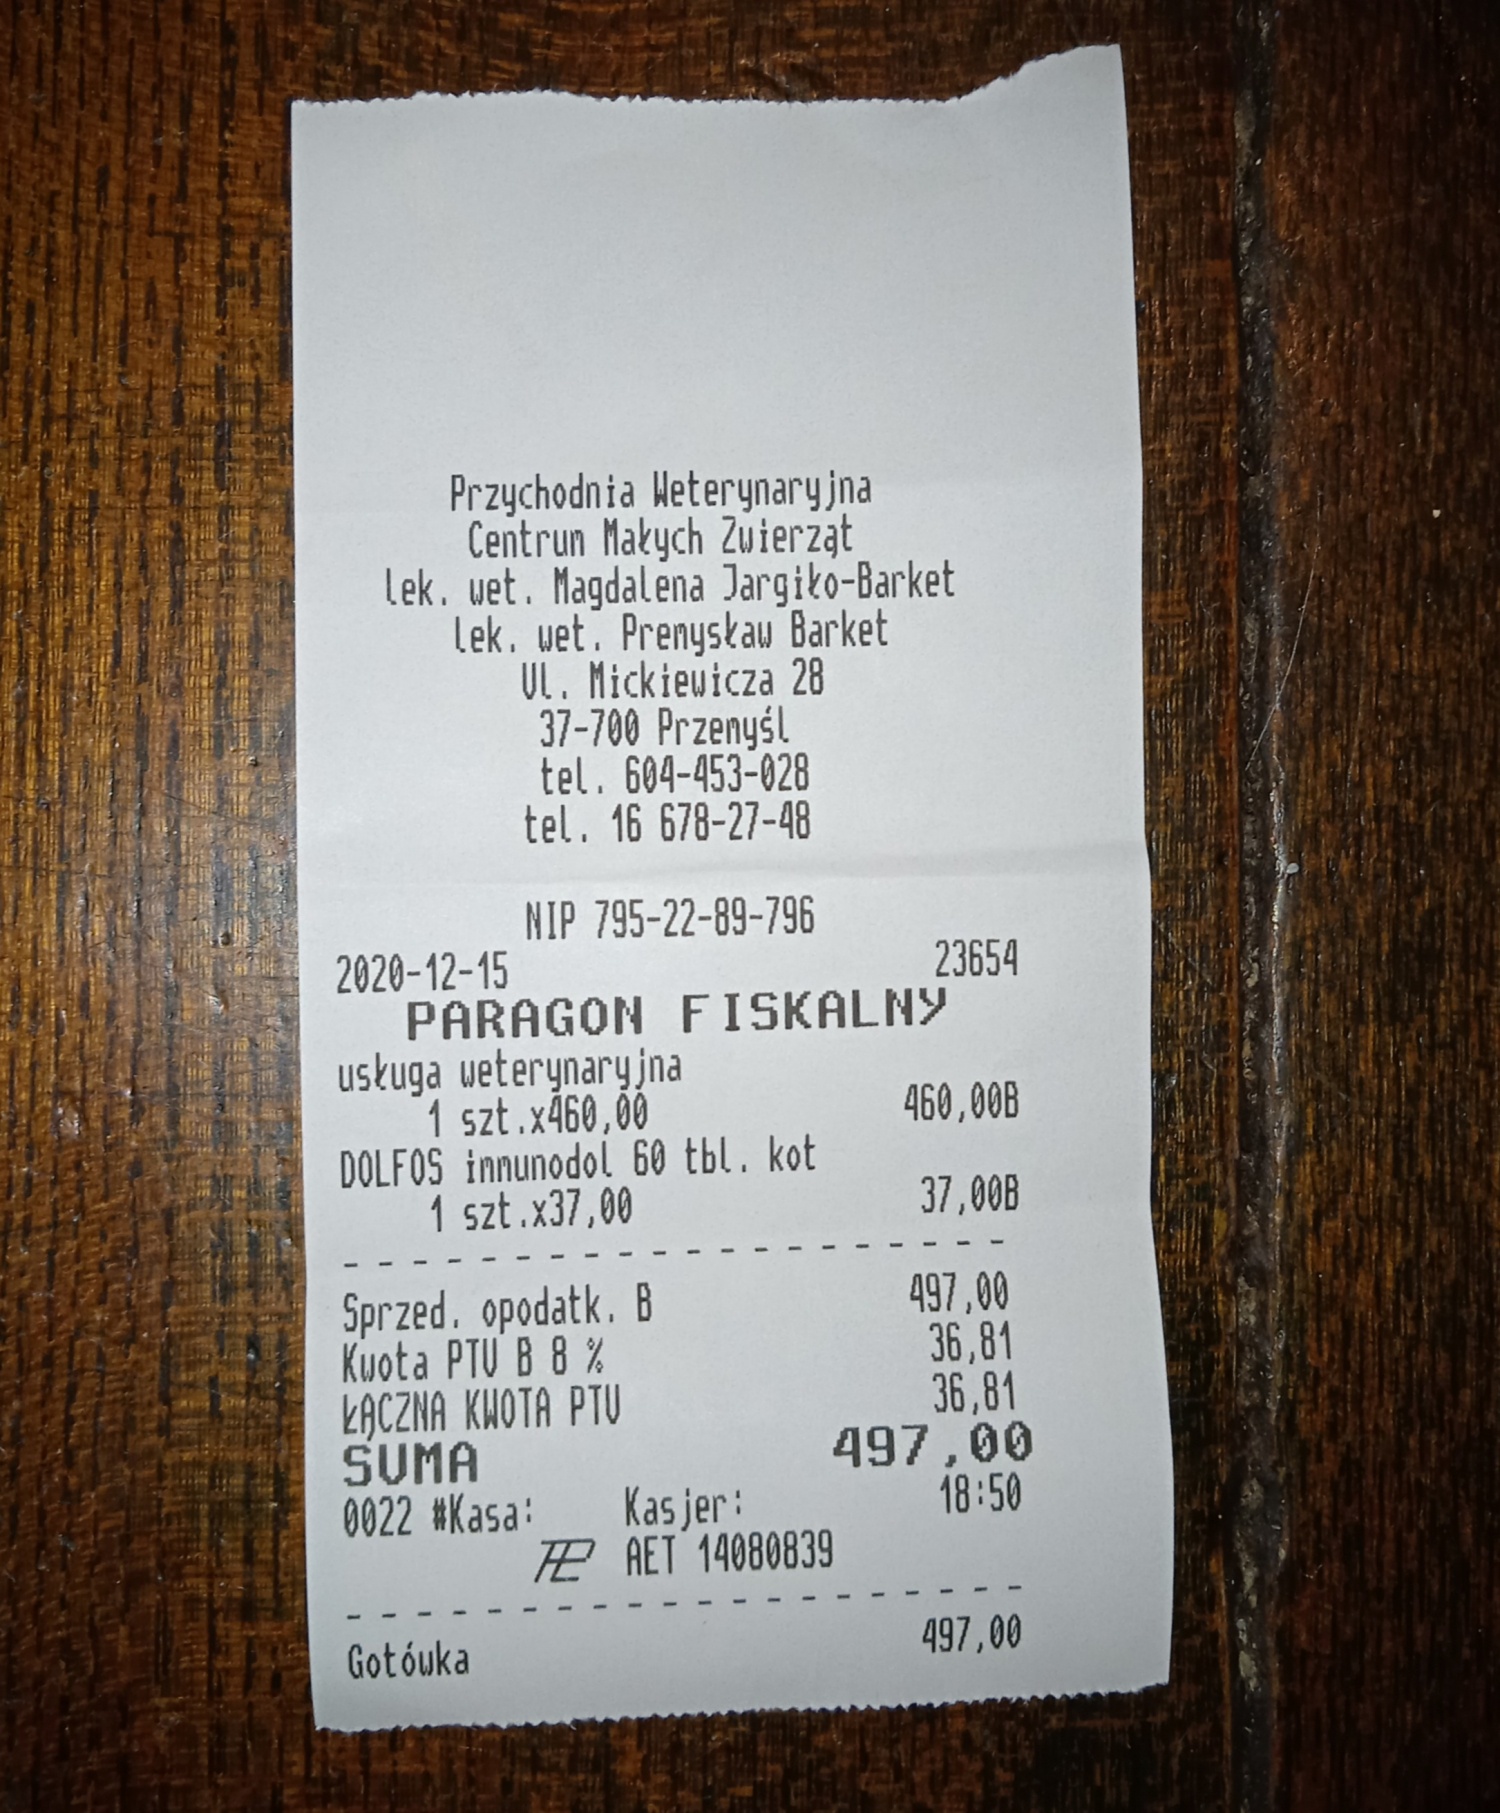 Przychodnia Weterynaryjna
Centrum Małych Zwierząt
lek. wet. Magdalena Jargiło-Barket
lek. wet. Premysław Barket
Ul. Mickiewicza 28
37-700 Przemyśl
tel. 604-453-028
tel. 16 678-27-48
NIP 795-22-89-796
2020-12-15 23654
PARAGON FISKALNY
usługa weterynaryjna
1 szt.x460,00 460,00B
DOLFOS immunodol 60 tbl. kot
1 szt.x37,00 37,00B
Sprzed. opodatk. B 497,00
Kwota PTU B 8 % 36,81
ŁĄCZNA KWOTA PTU 36,81
SUMA 497,00
0022 #Kasa: Kasjer: 18:50
AET 14080839
Gotówka 497,00